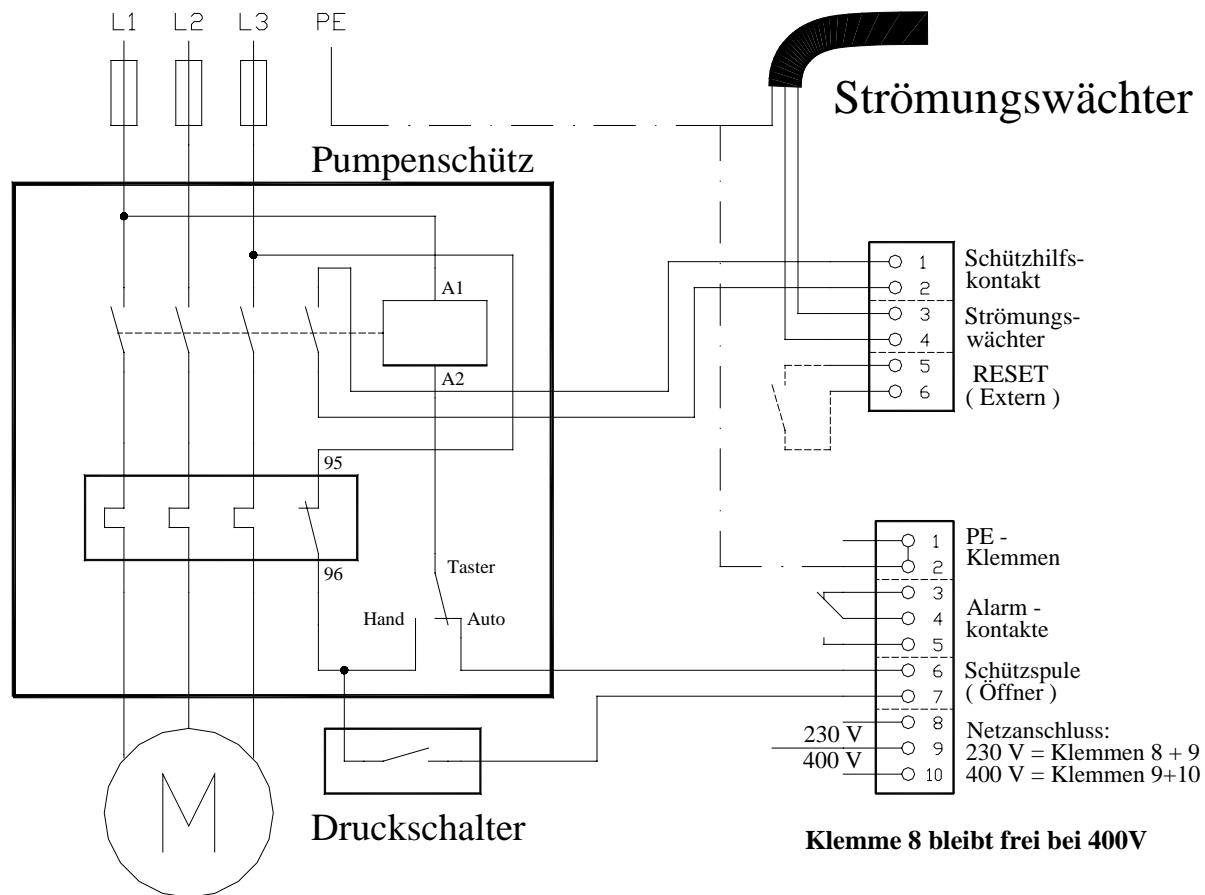 L1 L2 L3 PE
Strömungswächter
Pumpenschütz
A1
A2
95
96
Taster
Hand Auto
M
Druckschalter
1 Schützhilfs-
2 kontakt
3 Strömungs-
4 wächter
5 RESET
6 ( Extern )
1 PE -
2 Klemmen
3
4 Alarm -
5 kontakte
6 Schützspule
7 ( Öffner )
8 Netzanschluss:
230 V 9 230 V = Klemmen 8 + 9
400 V 10 400 V = Klemmen 9+10
Klemme 8 bleibt frei bei 400V